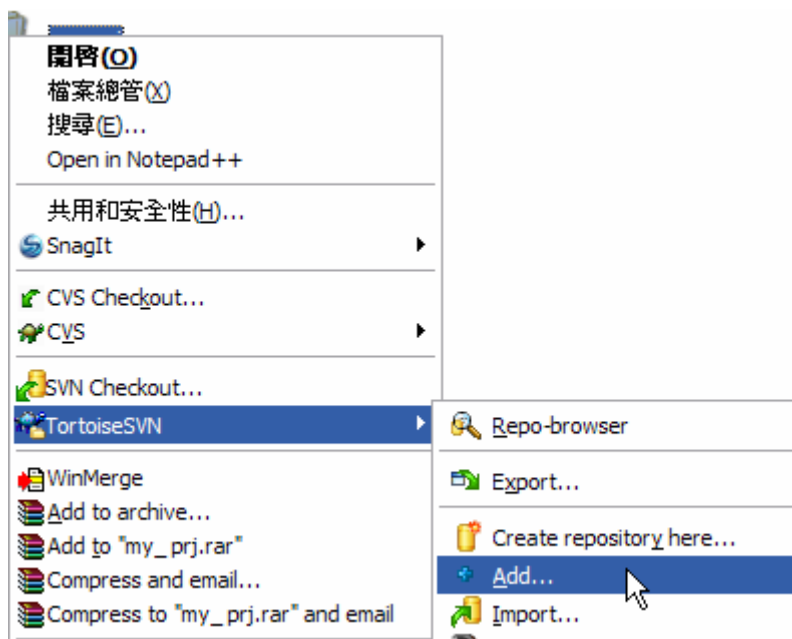 開啓(O)
檔案總管(X)
搜尋(E)...
Open in Notepad++
共用和安全性(H)...
SnagIt
CVS Checkout...
CVS
SVN Checkout...
TortoiseSVN
WinMerge
Add to archive...
Add to "my_prj.rar"
Compress and email...
Compress to "my_prj.rar" and email
Repo-browser
Export...
Create repository here...
Add...
Import...